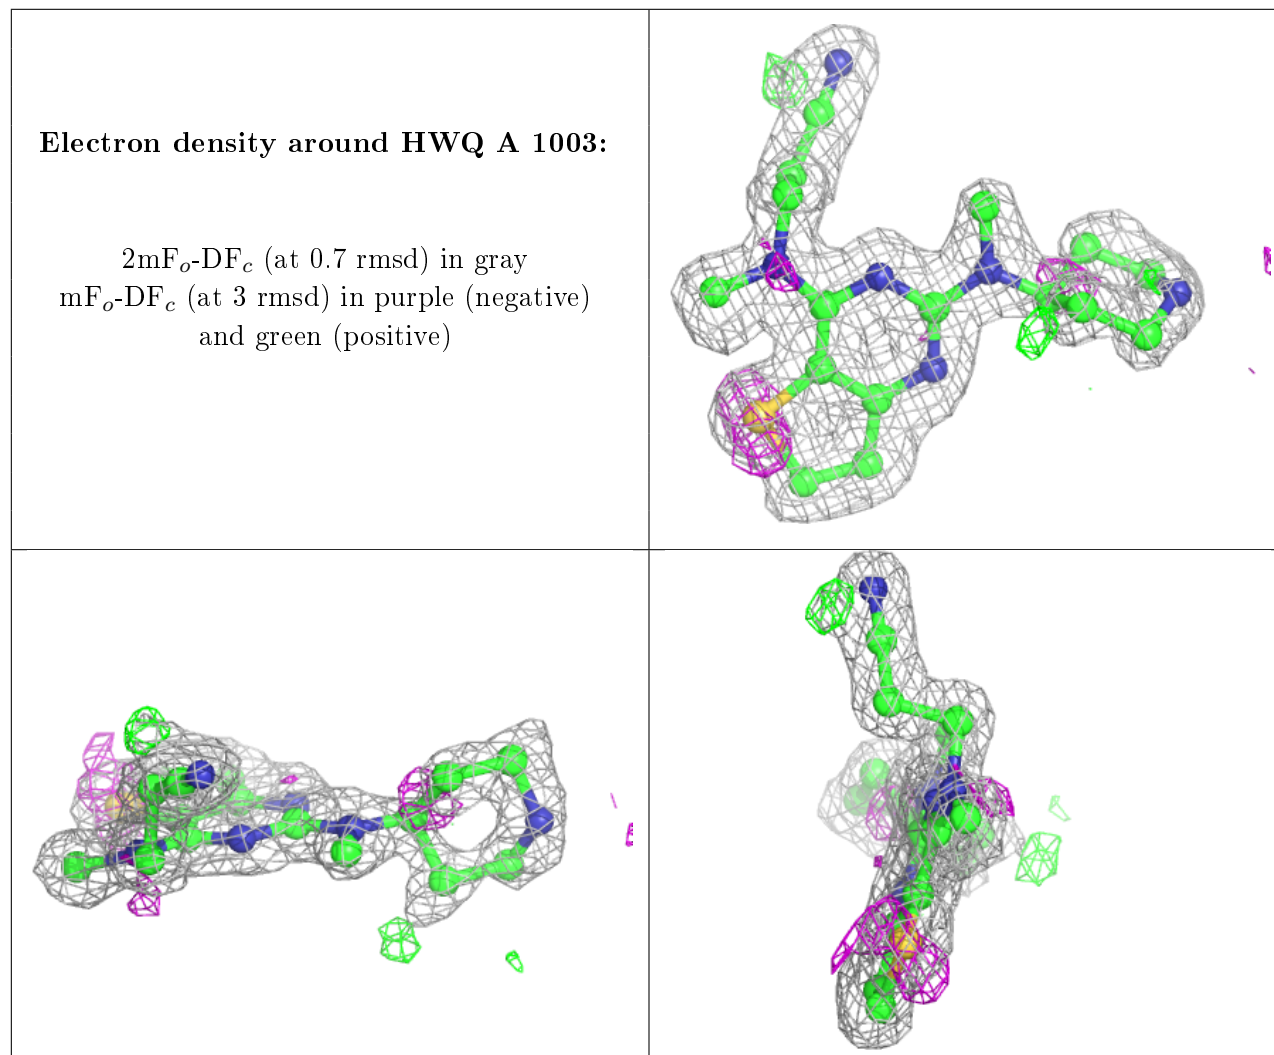 Electron density around HWQ A 1003:
2mFo-DFc (at 0.7 rmsd) in gray
mFo-DFc (at 3 rmsd) in purple (negative)
and green (positive)